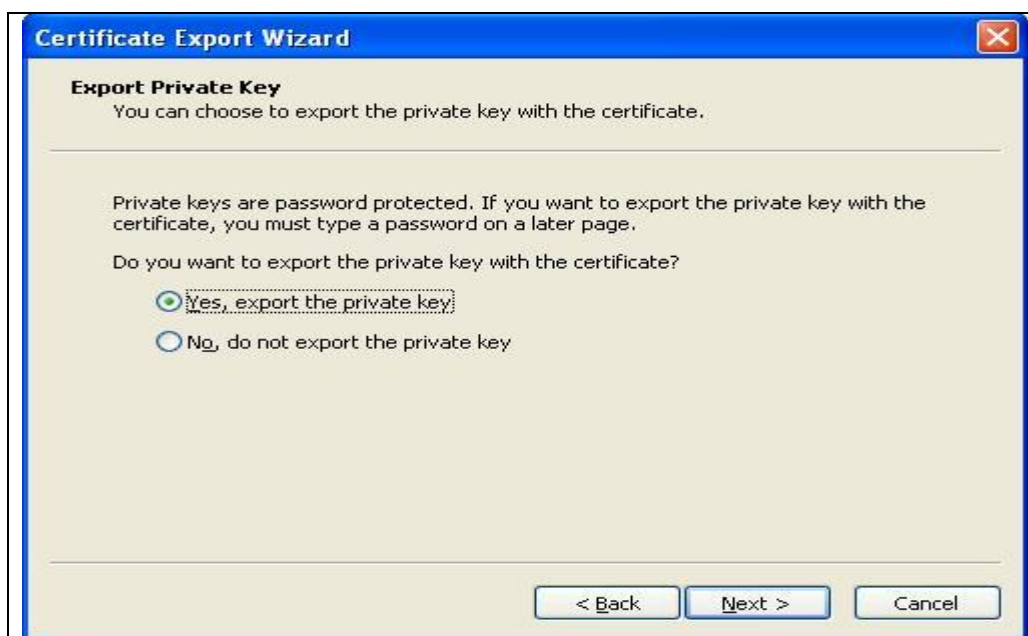 Certificate Export Wizard
Export Private Key
You can choose to export the private key with the certificate.
Private keys are password protected. If you want to export the private key with the
certificate, you must type a password on a later page.
Do you want to export the private key with the certificate?
Yes, export the private key
No, do not export the private key
< Back Next > Cancel